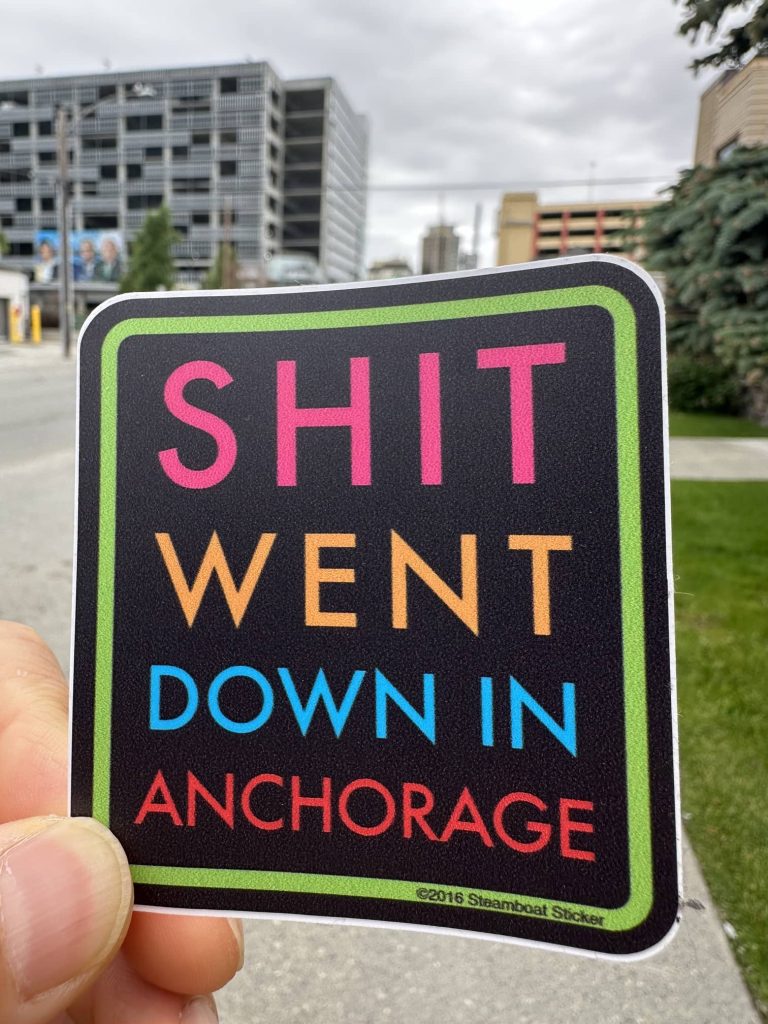 SHIT
WENT
DOWN IN
ANCHORAGE
©2016 Steamboat Sticker